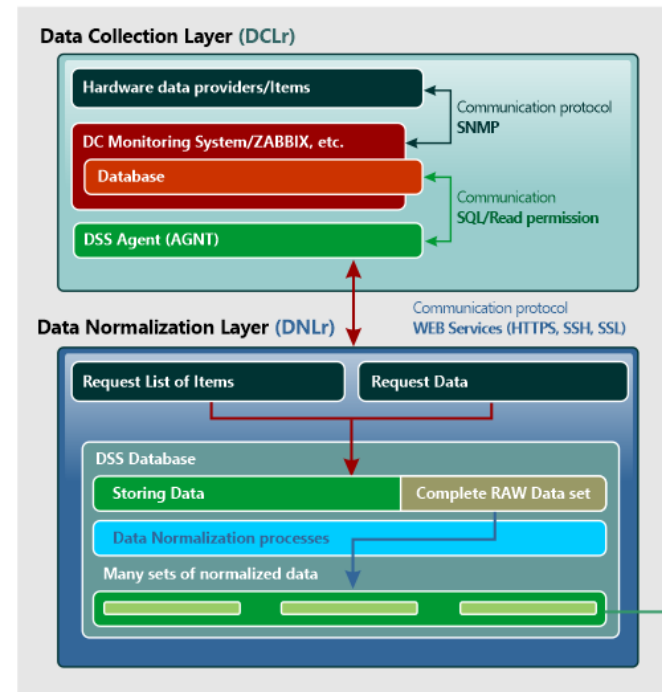 Data Collection Layer (DCLr)
Hardware data providers/Items
Communication protocol
SNMP
DC Monitoring System/ZABBIX, etc.
Database
Communication
SQL/Read permission
DSS Agent (AGNT)
Communication protocol
WEB Services (HTTPS, SSH, SSL)
Data Normalization Layer (DNLr)
Request List of Items
Request Data
DSS Database
Storing Data
Complete RAW Data set
Data Normalization processes
Many sets of normalized data